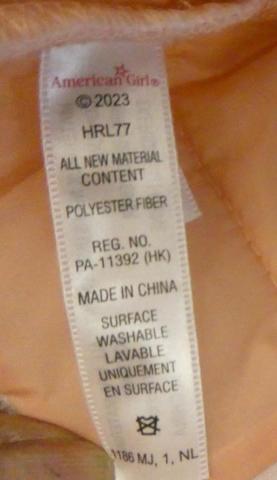 American Girl®
©2023
HRL77
ALL NEW MATERIAL
CONTENT
POLYESTER FIBER
REG. NO.
PA-11392 (HK)
MADE IN CHINA
SURFACE
WASHABLE
LAVABLE
UNIQUEMENT
EN SURFACE
1186 MJ, 1, NL